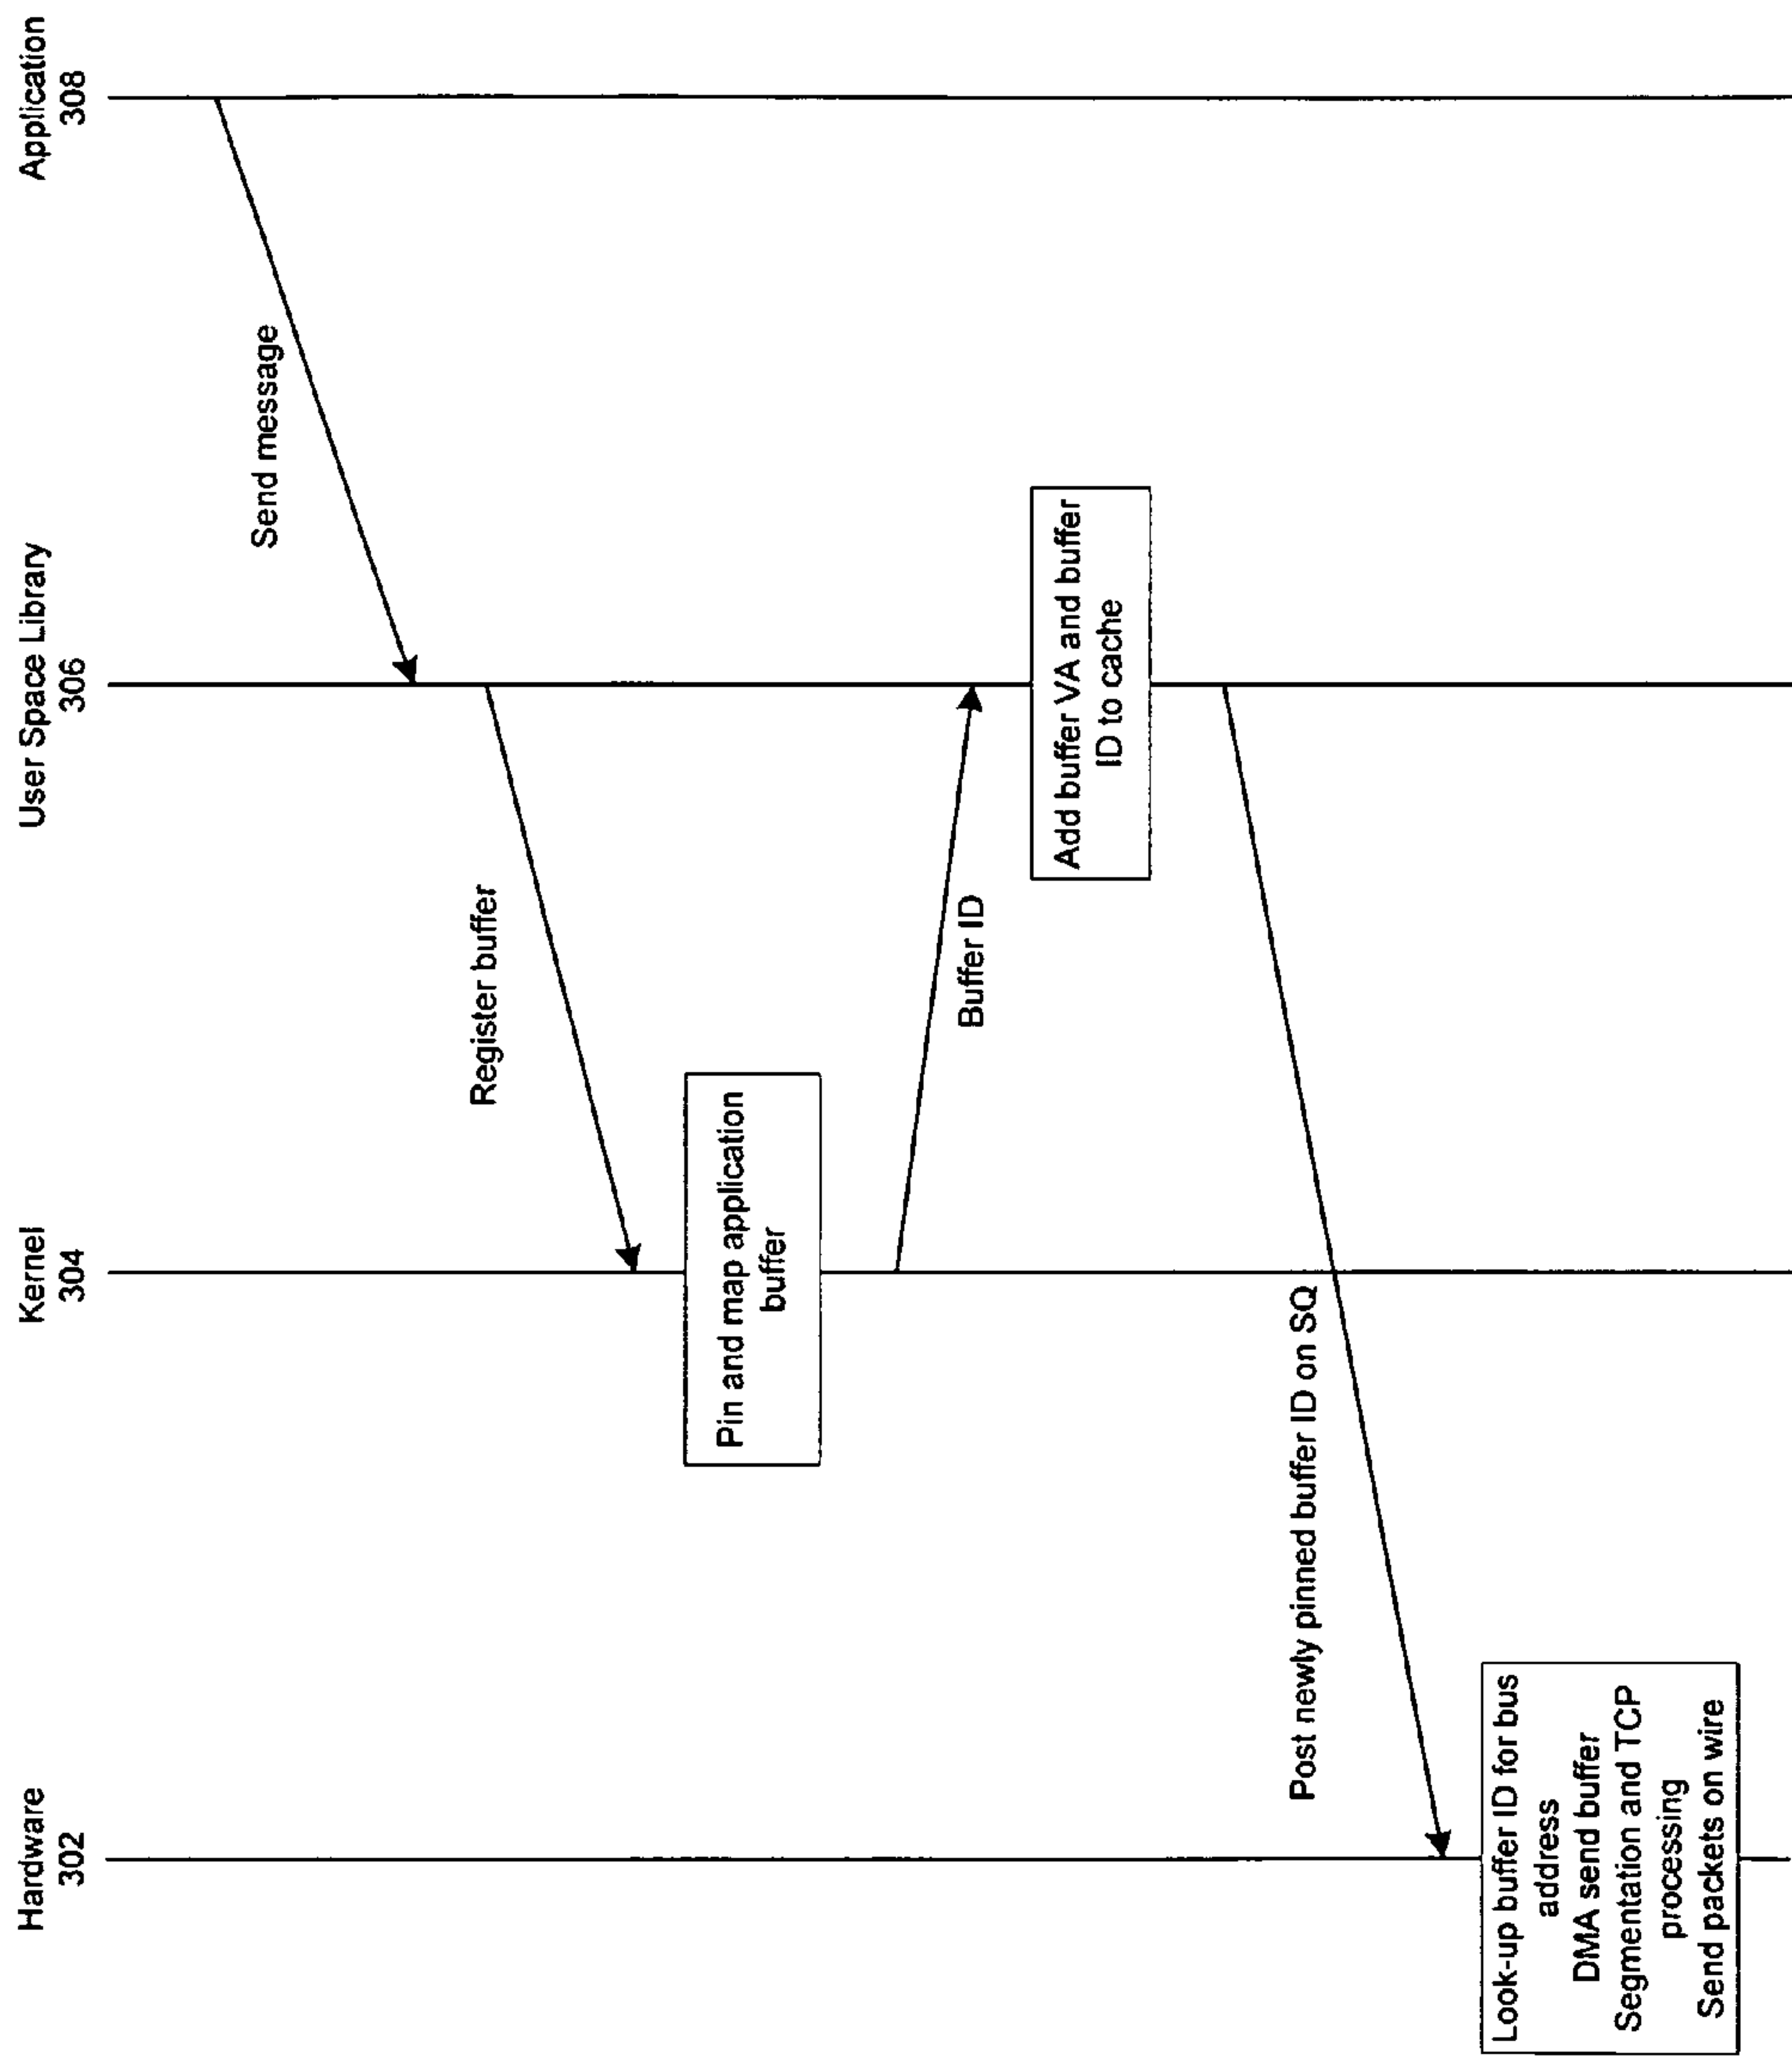 Hardware
302
Kernel
304
User Space Library
306
Application
308
Send message
Register buffer
Pin and map application
buffer
Buffer ID
Add buffer VA and buffer
ID to cache
Post newly pinned buffer ID on SQ
Look-up buffer ID for bus
address
DMA send buffer
Segmentation and TCP
processing
Send packets on wire